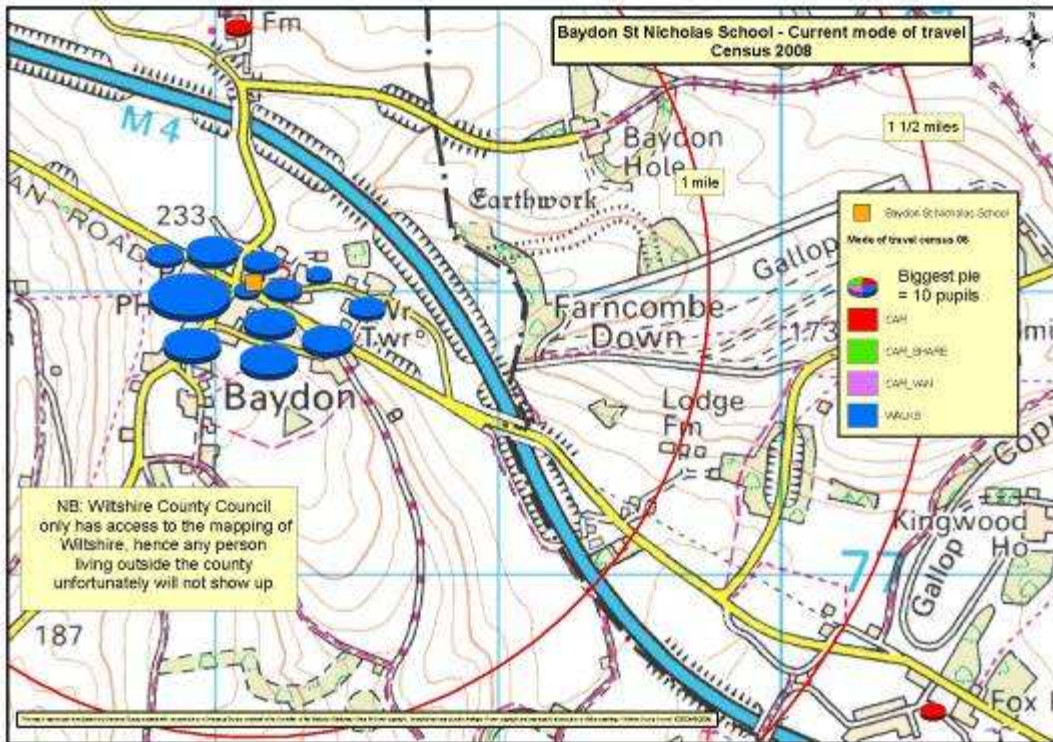 Fm
Baydon St Nicholas School - Current mode of travel
Census 2008
N
M 4
Baydon
Hole
1 1/2 miles
1 mile
Earthwork
233
AN ROAD
Baydon St Nicholas School
Mode of travel census 08
Biggest pie
= 10 pupils
CAR
CAR_SHARE
CAR_VAN
WALKS
Gallop
PH
Wr
Twr
Farncombe
Down
173
Baydon
Lodge
Fm
NB: Wiltshire County Council
only has access to the mapping of
Wiltshire, hence any person
living outside the county
unfortunately will not show up
Kingwood
Ho
Gallop
77
187
Fox